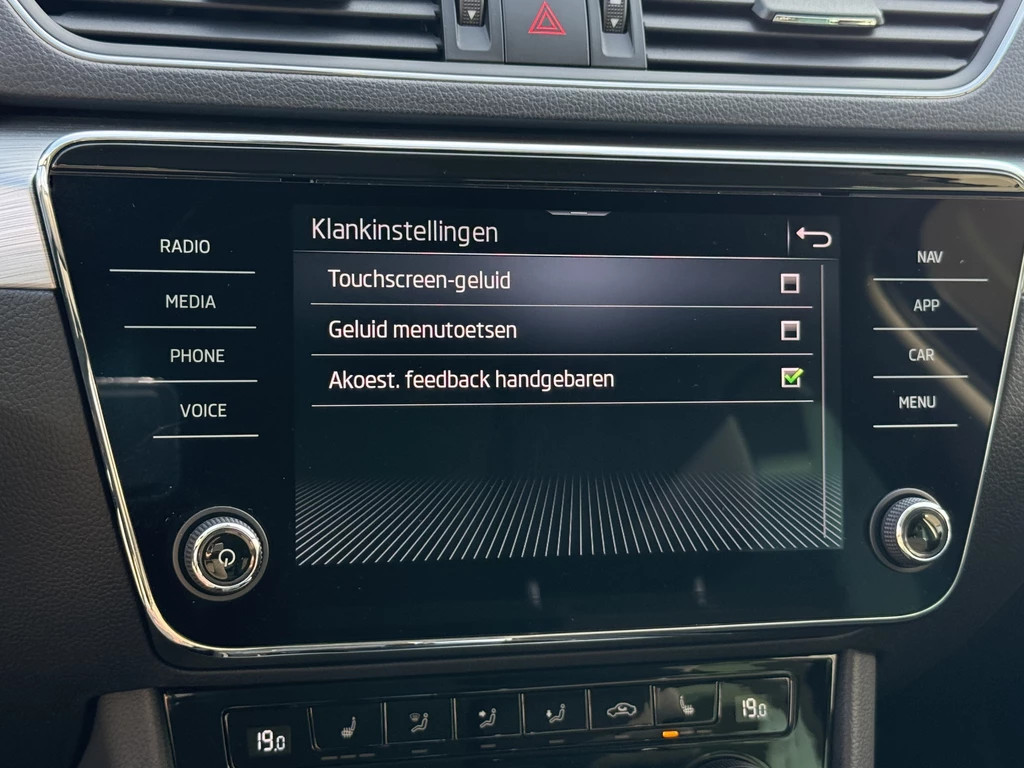 Klankinstellingen
Touchscreen-geluid
Geluid menutoetsen
Akoest. feedback handgebaren
RADIO
MEDIA
PHONE
VOICE
NAV
APP
CAR
MENU
19.0
19.0